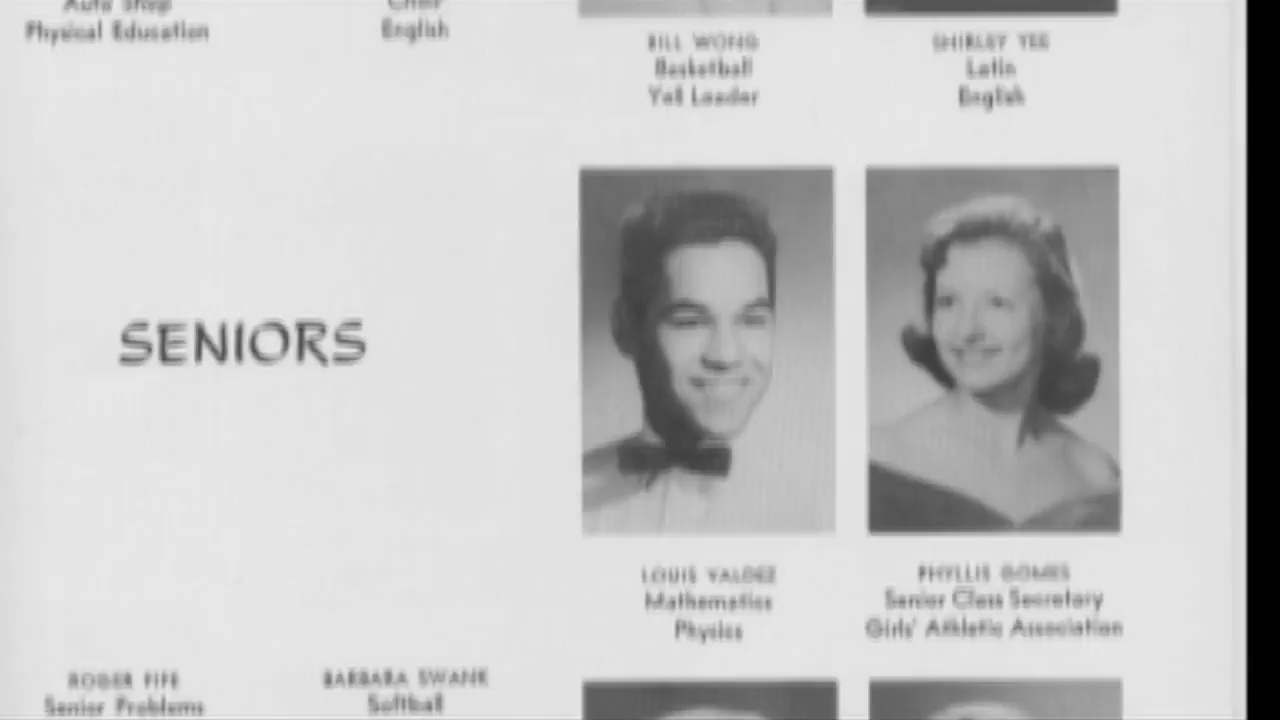 Auto Shop
Physical Education
Choir
English
BILL WONG
Basketball
Yell Leader
SHIRLEY YEE
Latin
English
SENIORS
LOUIS VALDEZ
Mathematics
Physics
PHYLLIS GOMES
Senior Class Secretary
Girls' Athletic Association
ROGER FIFE
Senior Problems
BARBARA SWANK
Softball